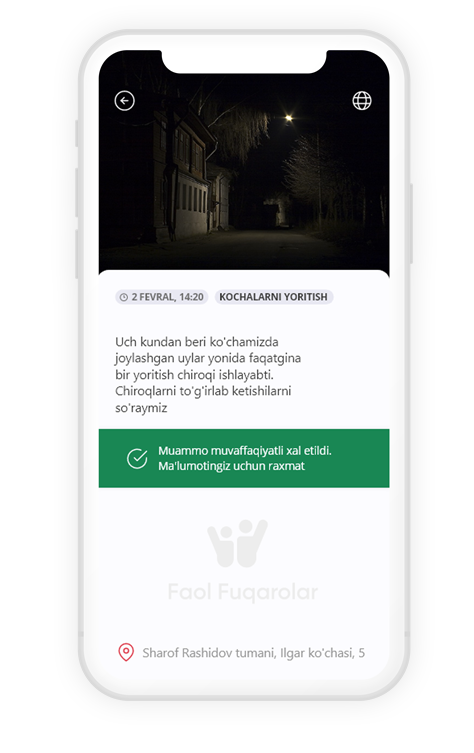 2 FEVRAL, 14:20 KOCHALARNI YORITISH
Uch kundan beri ko'chamizda
joylashgan uylar yonida faqatgina
bir yoritish chiroqi ishlayabti.
Chiroqlarni to'g'irlab ketishilarni
so'raymiz
Muammo muvaffaqiyatli xal etildi.
Ma'lumotingiz uchun raxmat
Faol Fuqarolar
Sharof Rashidov tumani, Ilgar ko'chasi, 5